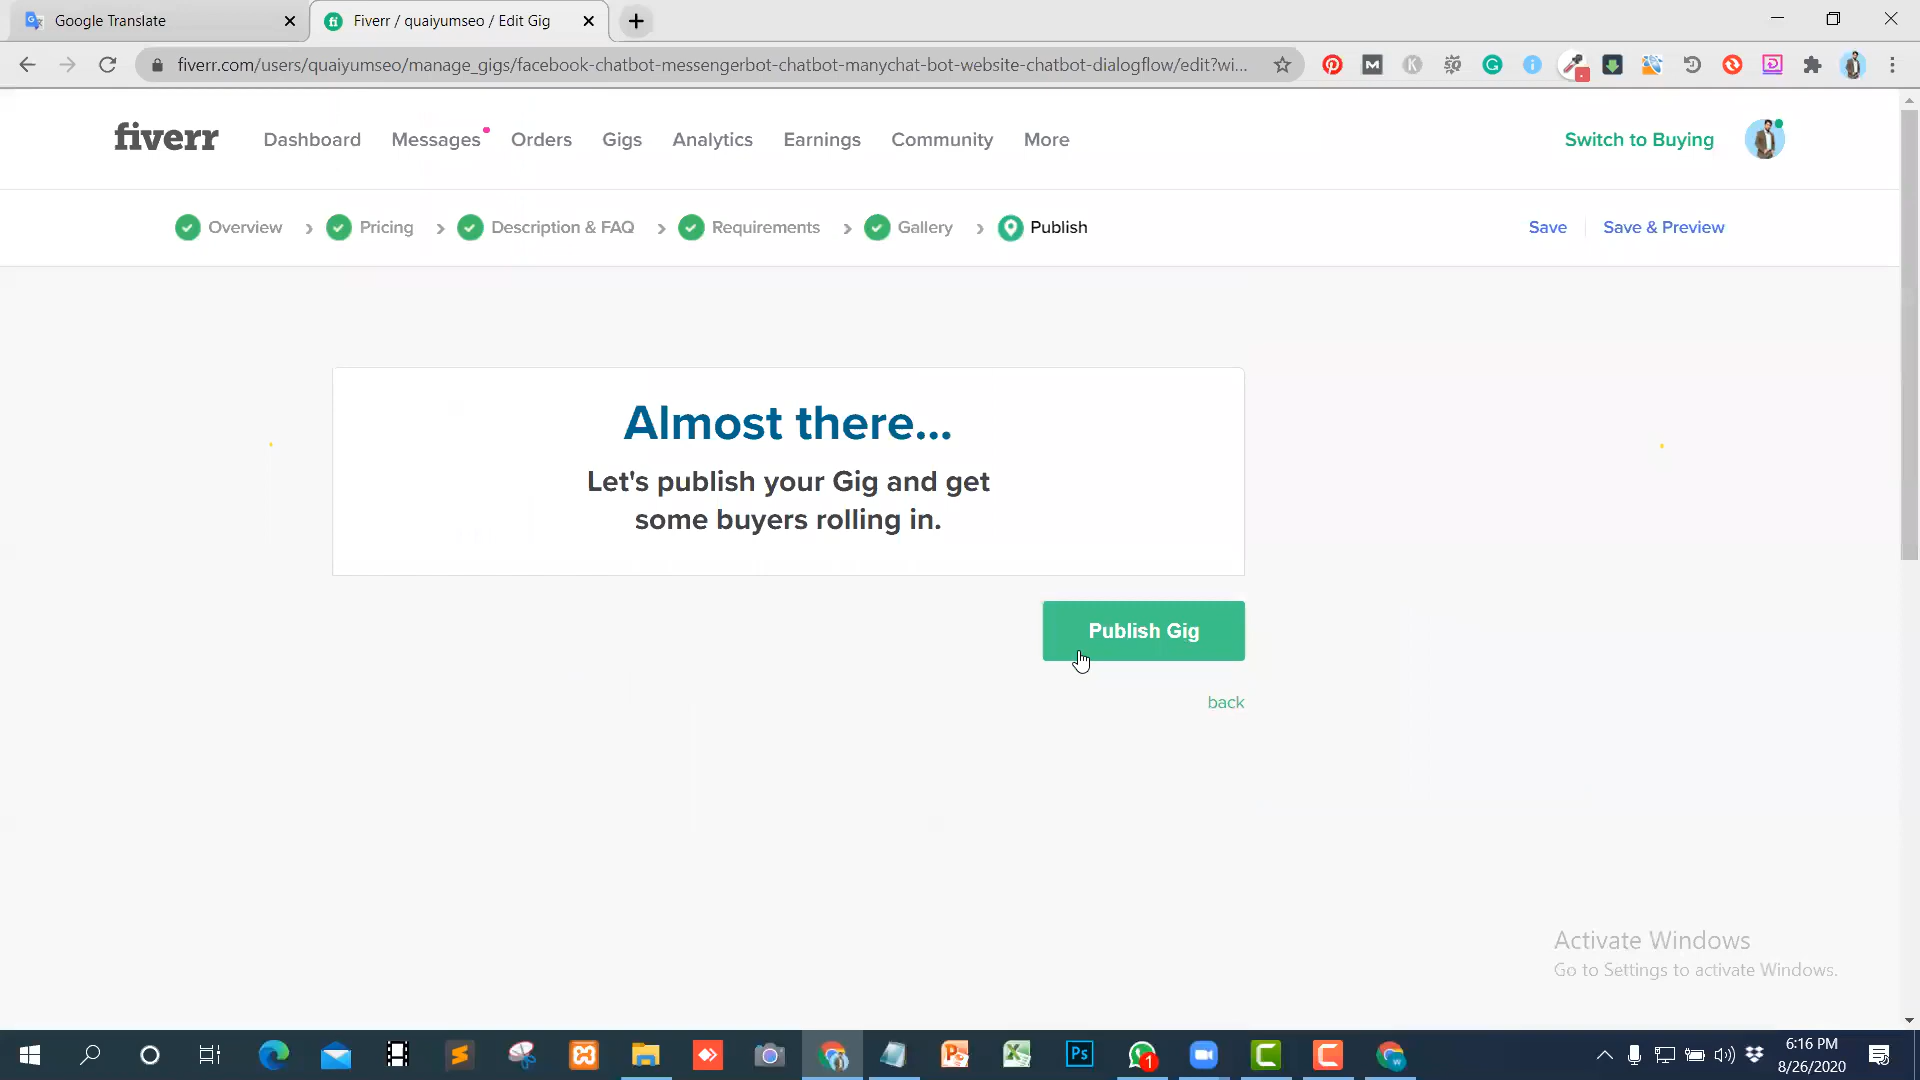 Google Translate
Fiverr / quaiyumseo / Edit Gig
fiverr.com/users/quaiyumseo/manage_gigs/facebook-chatbot-messengerbot-chatbot-manychat-bot-website-chatbot-dialogflow/edit?wi...
fiverr
Dashboard
Messages
Orders
Gigs
Analytics
Earnings
Community
More
Switch to Buying
Overview
Pricing
Description & FAQ
Requirements
Gallery
Publish
Save
Save & Preview
Almost there...
Let's publish your Gig and get
some buyers rolling in.
Publish Gig
back
Activate Windows
Go to Settings to activate Windows.
6:16 PM
8/26/2020